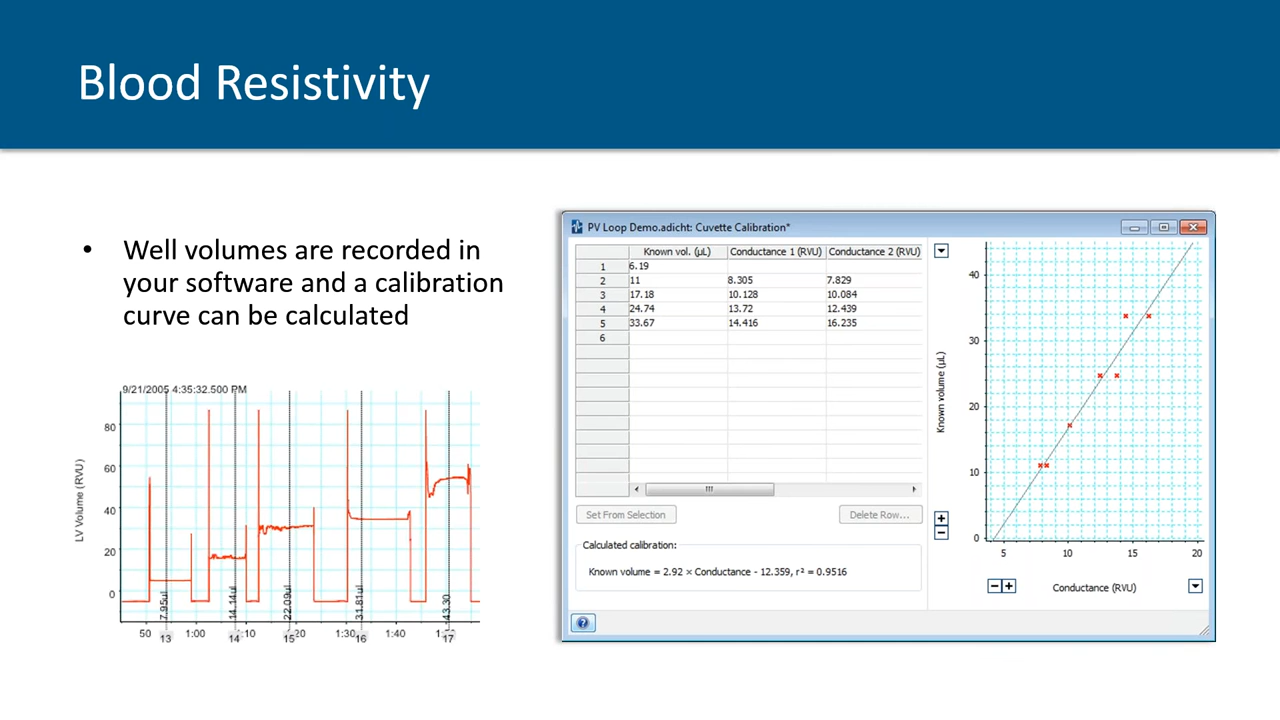 Blood Resistivity
• Well volumes are recorded in
your software and a calibration
curve can be calculated
9/21/2005 4:35:32.500 PM
LV Volume (RVU)
80
60
40
20
0
7.95ul
14.14ul
22.09ul
31.81ul
43.30
50
1:00
1:30
1:40
13
14
15
16
17
PV Loop Demo.adicht: Cuvette Calibration*
Known vol. (µL) Conductance 1 (RVU) Conductance 2 (RVU)
1 6.19
2 11 8.305 7.829
3 17.18 10.128 10.084
4 24.74 13.72 12.439
5 33.67 14.416 16.235
6
Set From Selection Delete Row...
Calculated calibration:
Known volume = 2.92 × Conductance - 12.359, r² = 0.9516
Known volume (µL)
40
30
20
10
0
5 10 15 20
Conductance (RVU)